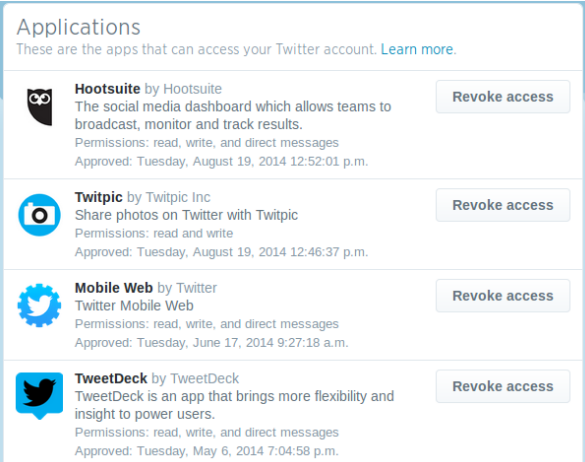 Applications
These are the apps that can access your Twitter account. Learn more.
Hootsuite by Hootsuite
Revoke access
The social media dashboard which allows teams to
broadcast, monitor and track results.
Permissions: read, write, and direct messages
Approved: Tuesday, August 19, 2014 12:52:01 p.m.
Twitpic by Twitpic Inc
Revoke access
Share photos on Twitter with Twitpic
Permissions: read and write
Approved: Tuesday, August 19, 2014 12:46:37 p.m.
Mobile Web by Twitter
Revoke access
Twitter Mobile Web
Permissions: read, write, and direct messages
Approved: Tuesday, June 17, 2014 9:27:18 a.m.
TweetDeck by TweetDeck
Revoke access
TweetDeck is an app that brings more flexibility and
insight to power users.
Permissions: read, write, and direct messages
Approved: Tuesday, May 6, 2014 7:04:58 p.m.